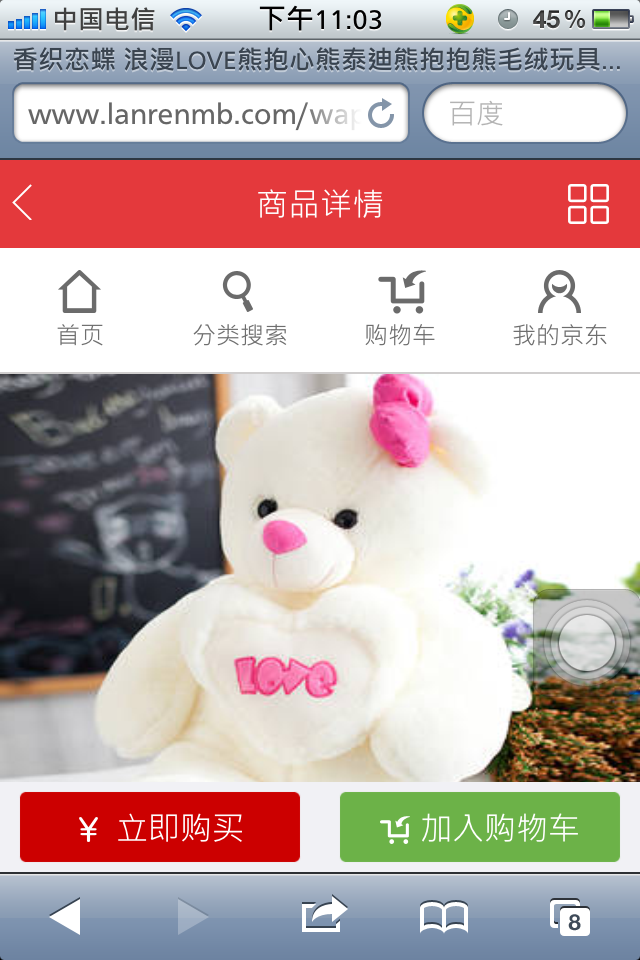 中国电信 下午11:03 45%
香织恋蝶 浪漫LOVE熊抱心熊泰迪熊抱抱熊毛绒玩具...
www.lanrenmb.com/wap 百度
商品详情
首页 分类搜索 购物车 我的京东
LOVE
¥ 立即购买 加入购物车
8